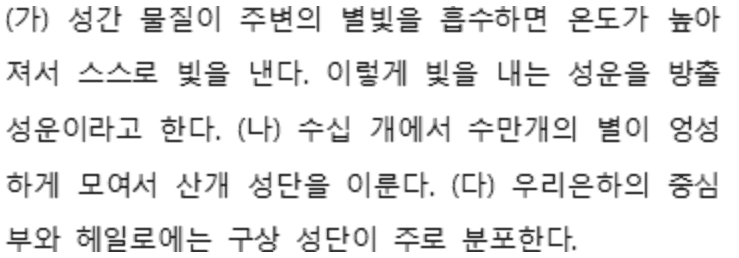 (가) 성간 물질이 주변의 별빛을 흡수하면 온도가 높아
져서 스스로 빛을 낸다. 이렇게 빛을 내는 성운을 방출
성운이라고 한다. (나) 수십 개에서 수만개의 별이 엉성
하게 모여서 산개 성단을 이룬다. (다) 우리은하의 중심
부와 헤일로에는 구상 성단이 주로 분포한다.